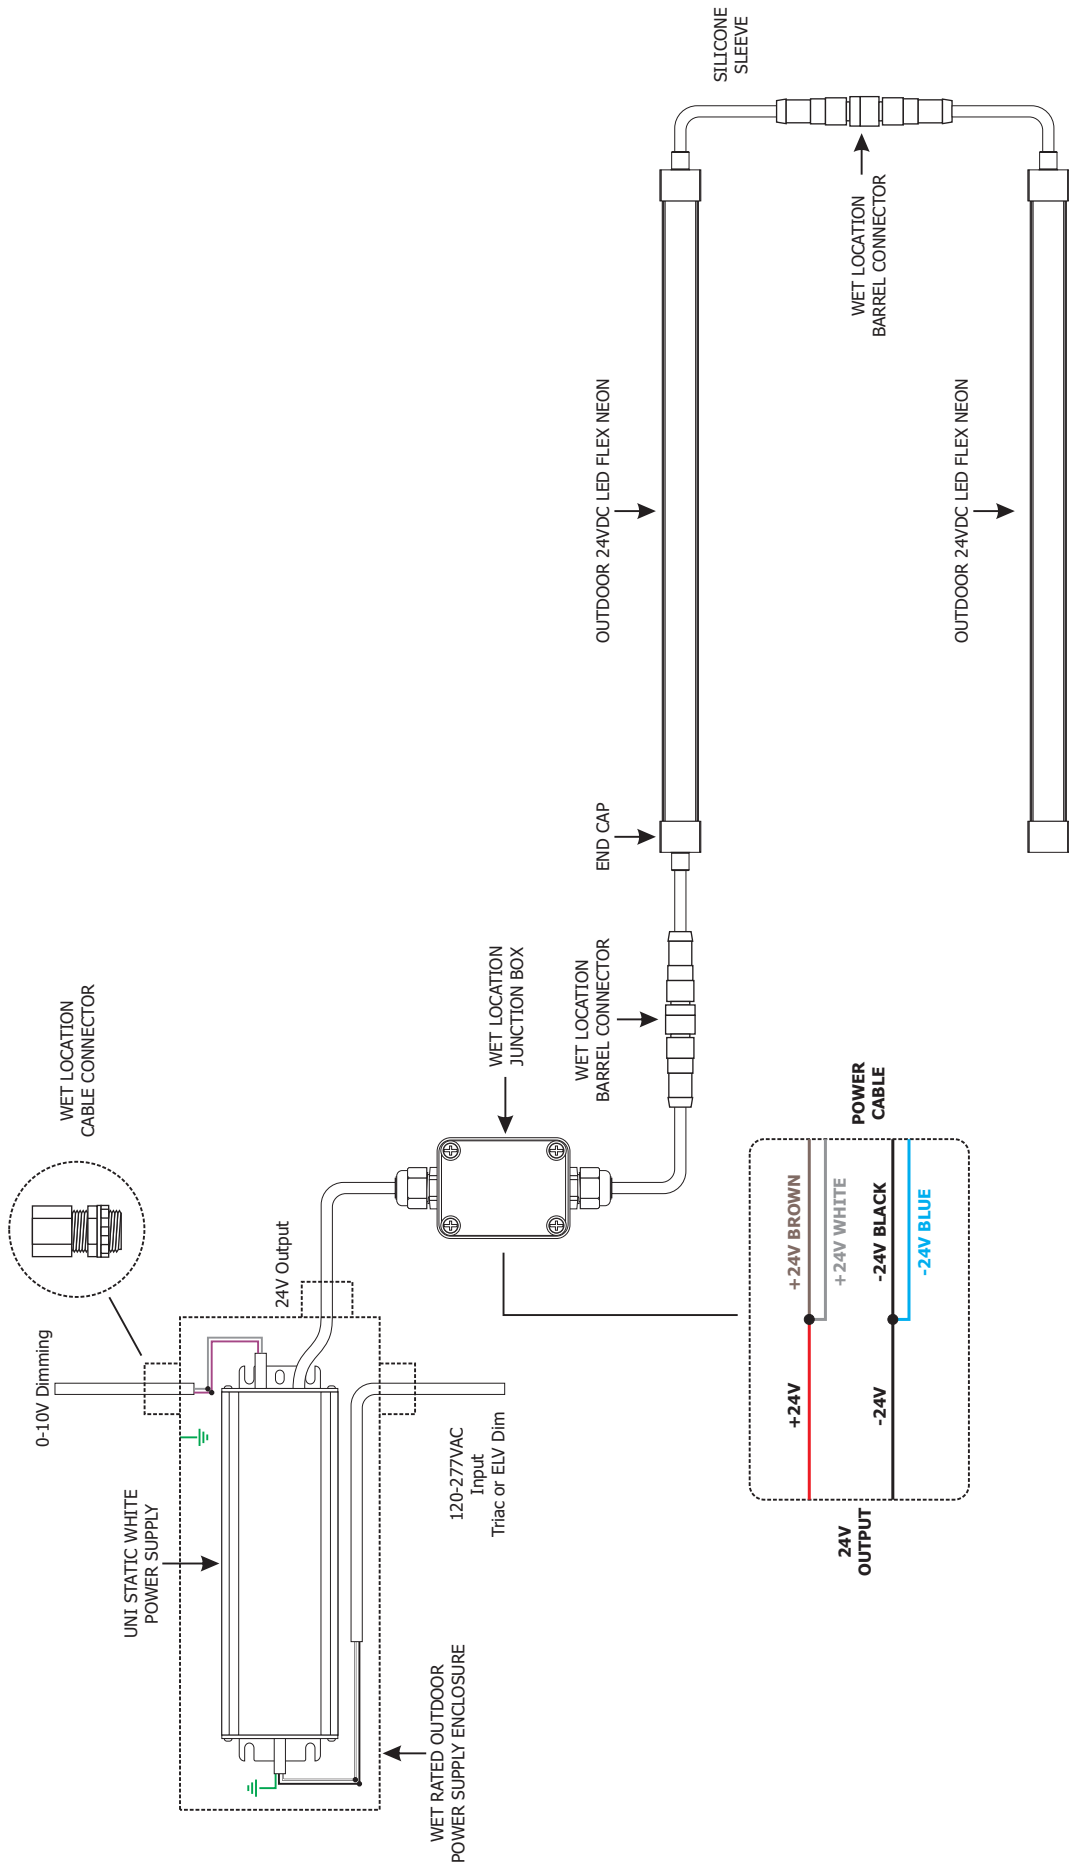 WET LOCATION
CABLE CONNECTOR
0-10V Dimming
UNI STATIC WHITE
POWER SUPPLY
24V Output
120-277VAC
Input
Triac or ELV Dim
WET RATED OUTDOOR
POWER SUPPLY ENCLOSURE
WET LOCATION
JUNCTION BOX
WET LOCATION
BARREL CONNECTOR
END CAP
OUTDOOR 24VDC LED FLEX NEON
SILICONE
SLEEVE
WET LOCATION
BARREL CONNECTOR
OUTDOOR 24VDC LED FLEX NEON
24V
OUTPUT
+24V
-24V
+24V BROWN
+24V WHITE
-24V BLACK
-24V BLUE
POWER
CABLE